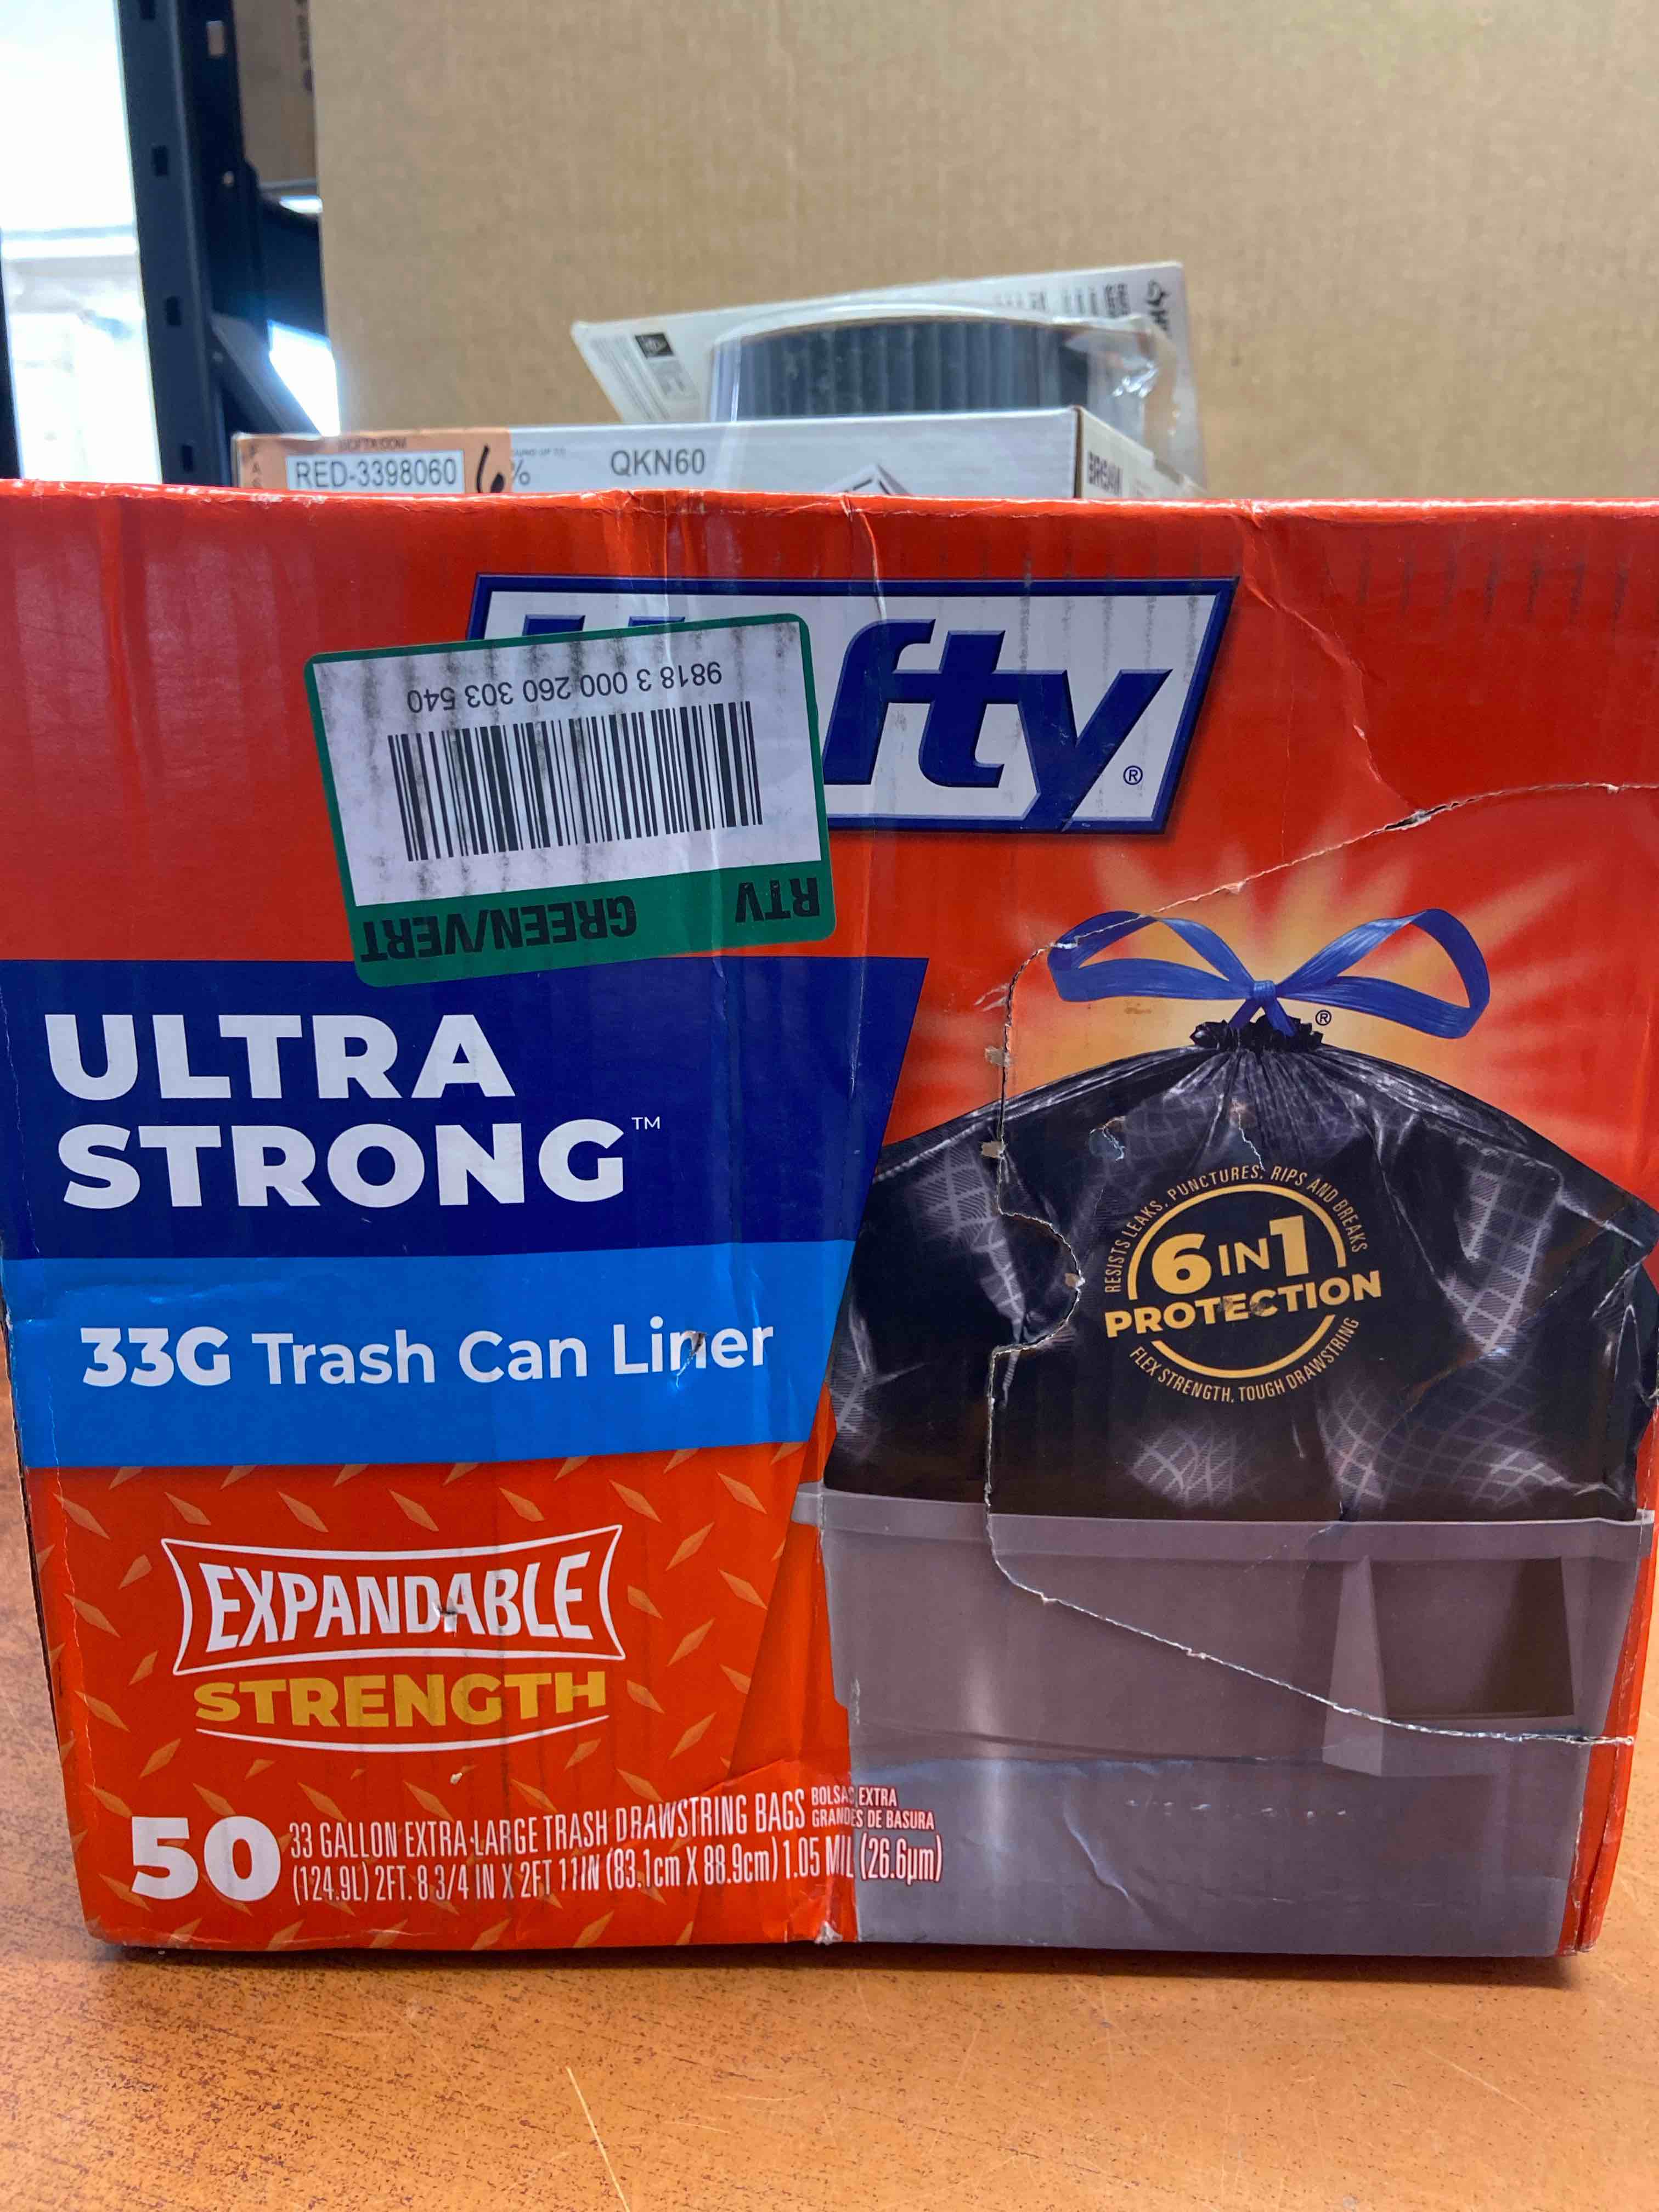 RED-3398060
6
%
QKN60
fty®
9818 3 000 260 303 540
GREEN/VERT
RTV
ULTRA
STRONG™
33G Trash Can Liner
EXPANDABLE
STRENGTH
®
RESISTS LEAKS, PUNCTURES, RIPS AND BREAKS
6 IN 1
PROTECTION
FLEX STRENGTH, TOUGH DRAWSTRING
50
33 GALLON EXTRA-LARGE TRASH DRAWSTRING BAGS
BOLSAS EXTRA
GRANDES DE BASURA
(124.9L) 2FT. 8 3/4 IN X 2FT 11IN (83.1cm X 88.9cm) 1.05 MIL (26.6µm)